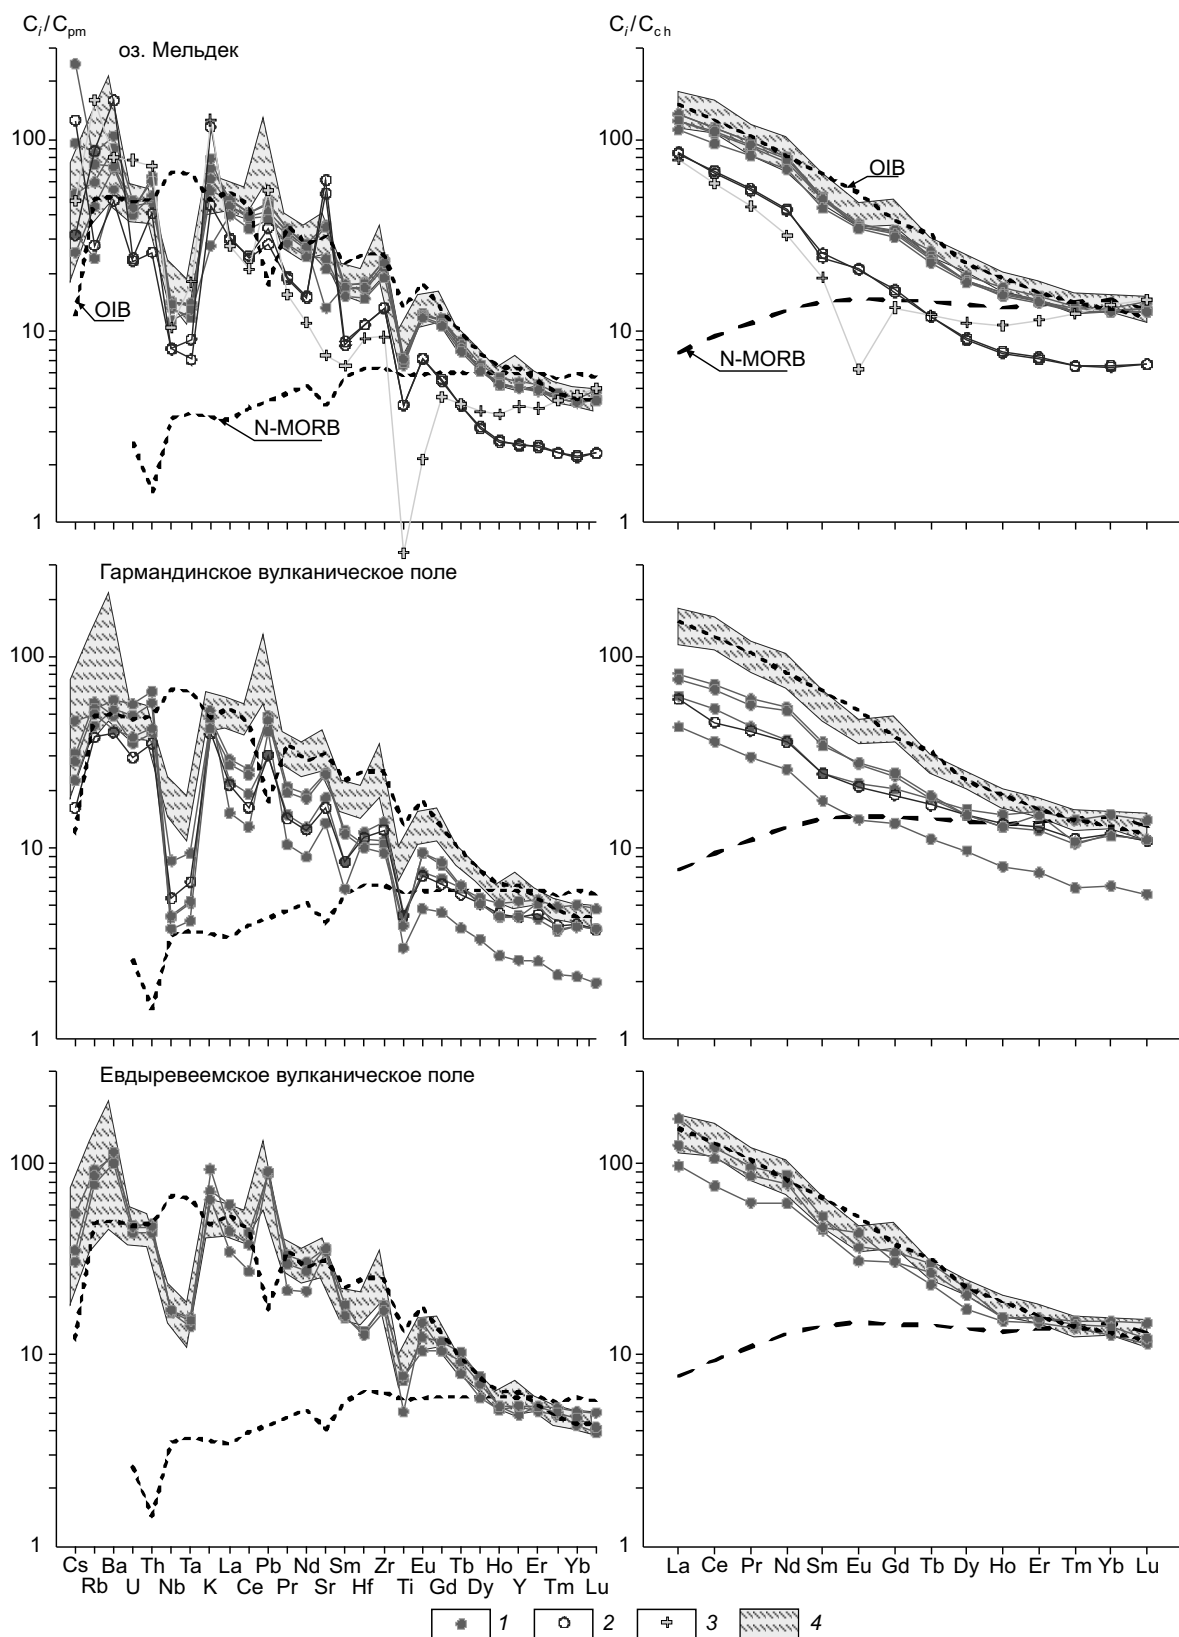 Ci/Cpm
Ci/Cch
оз. Мельдек
100
10
1
OIB
N-MORB
100
10
1
OIB
N-MORB
Гармандинское вулканическое поле
100
10
1
100
10
1
Евдыревеемское вулканическое поле
100
10
1
100
10
1
Cs Ba Th Ta La Pb Nd Sm Zr Eu Tb Ho Er Yb
Rb U Nb K Ce Pr Sr Hf Ti Gd Dy Y Tm Lu
La Ce Pr Nd Sm Eu Gd Tb Dy Ho Er Tm Yb Lu
1 2 3 4